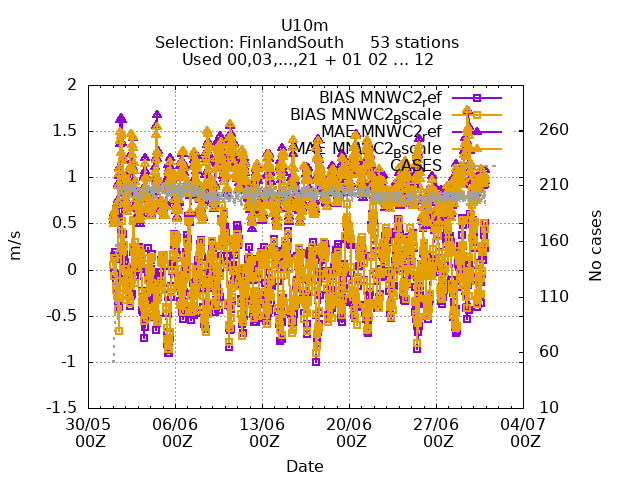 U10m
Selection: FinlandSouth 53 stations
Used 00,03,...,21 + 01 02 ... 12
BIAS MNWC2_ref
BIAS MNWC2_Bscale
MAE MNWC2_ref
MAE MNWC2_Bscale
CASES
2
1.5
1
0.5
0
-0.5
-1
-1.5
m/s
260
210
160
110
60
10
No cases
30/05 06/06 13/06 20/06 27/06 04/07
00Z 00Z 00Z 00Z 00Z 00Z
Date